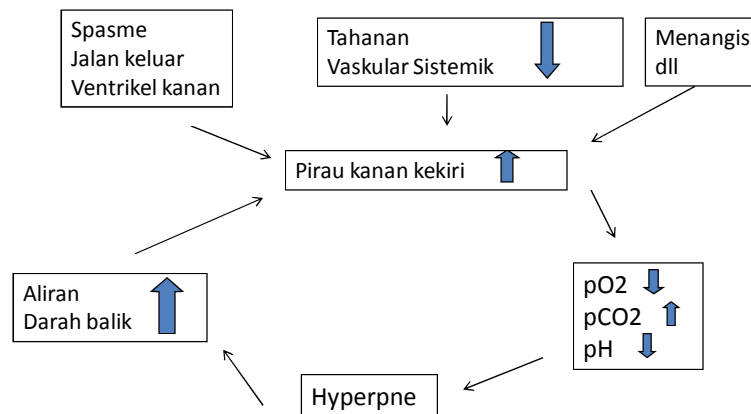 Spasme
Jalan keluar
Ventrikel kanan
Tahanan
Vaskular Sistemik
Menangis
dll
Pirau kanan kekiri
Aliran
Darah balik
pO2
pCO2
pH
Hyperpne